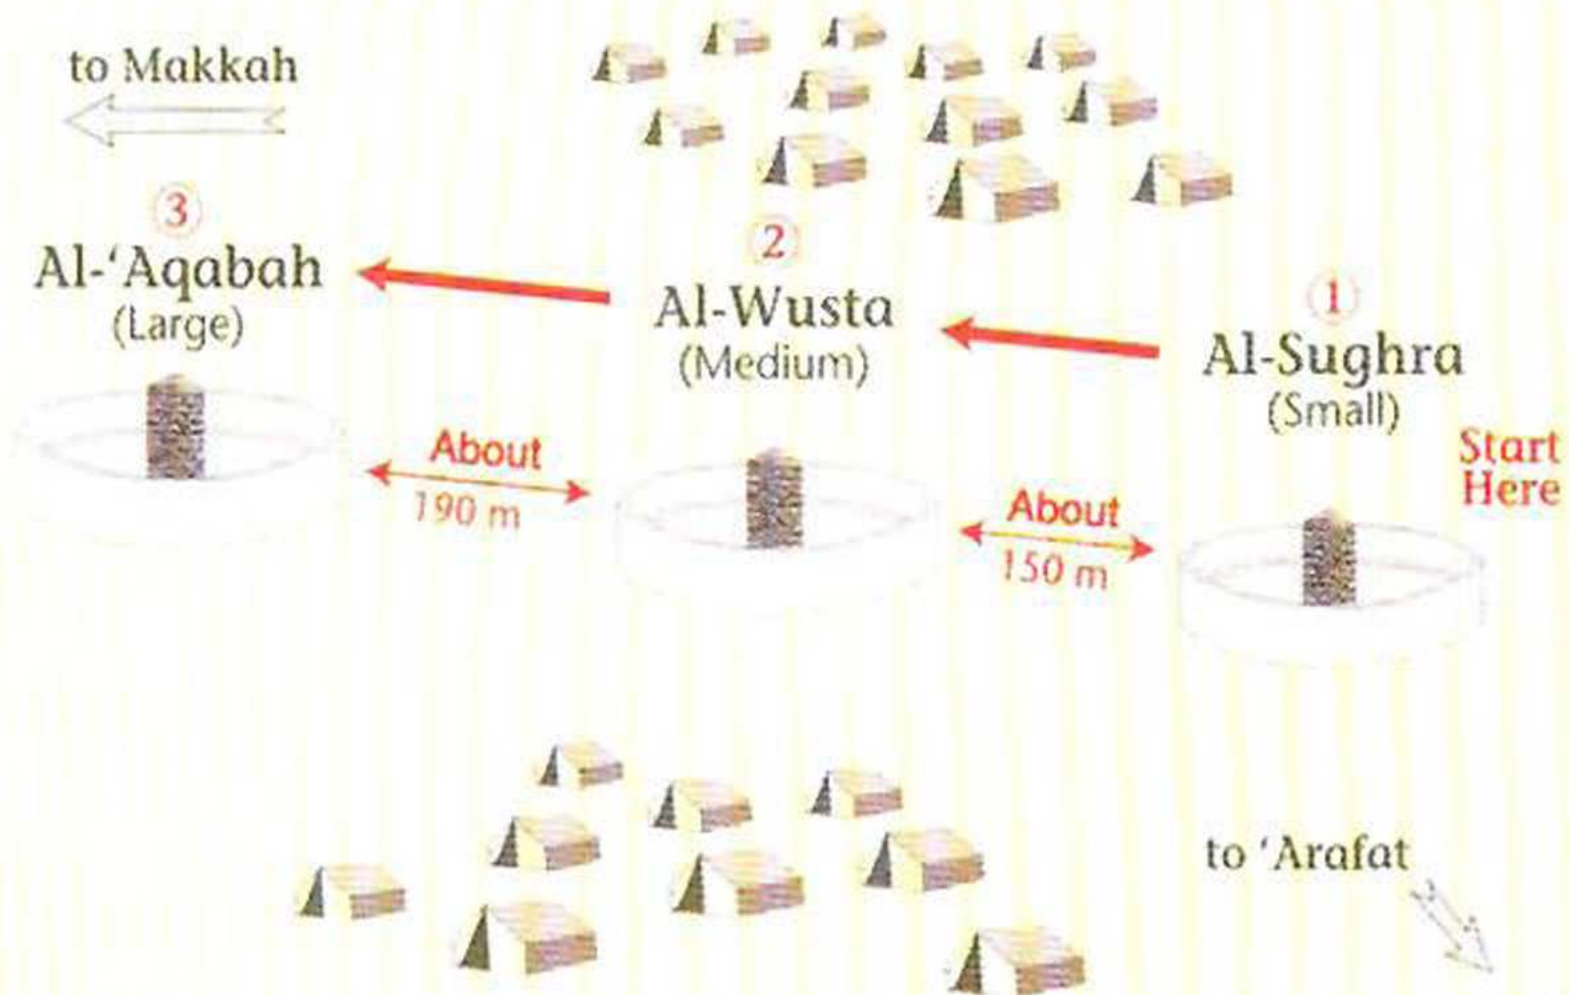 to Makkah
3
Al-‘Aqabah
(Large)
2
Al-Wusta
(Medium)
1
Al-Sughra
(Small)
Start
Here
About
190 m
About
150 m
to ‘Arafat